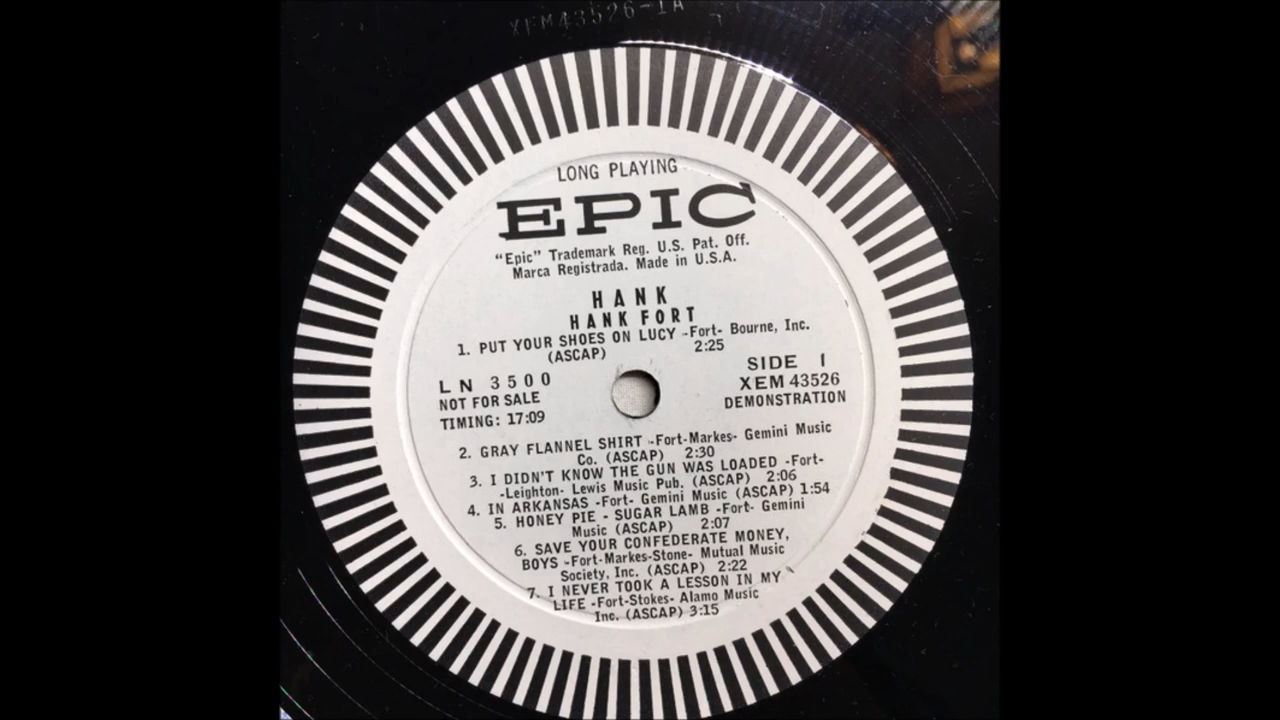 XEM43526-1A
LONG PLAYING
EPIC
"Epic" Trademark Reg. U.S. Pat. Off.
Marca Registrada. Made in U.S.A.
HANK
HANK FORT
1. PUT YOUR SHOES ON LUCY -Fort- Bourne, Inc.
(ASCAP) 2:25
LN 3500
NOT FOR SALE
TIMING: 17:09
SIDE 1
XEM 43526
DEMONSTRATION
2. GRAY FLANNEL SHIRT -Fort-Markes- Gemini Music
Co. (ASCAP) 2:30
3. I DIDN'T KNOW THE GUN WAS LOADED -Fort-
-Leighton- Lewis Music Pub. (ASCAP) 2:06
4. IN ARKANSAS -Fort- Gemini Music (ASCAP) 1:54
5. HONEY PIE - SUGAR LAMB -Fort- Gemini
Music (ASCAP) 2:07
6. SAVE YOUR CONFEDERATE MONEY,
BOYS -Fort-Markes-Stone- Mutual Music
Society, Inc. (ASCAP) 2:22
7. I NEVER TOOK A LESSON IN MY
LIFE -Fort-Stokes- Alamo Music
Inc. (ASCAP) 3:15